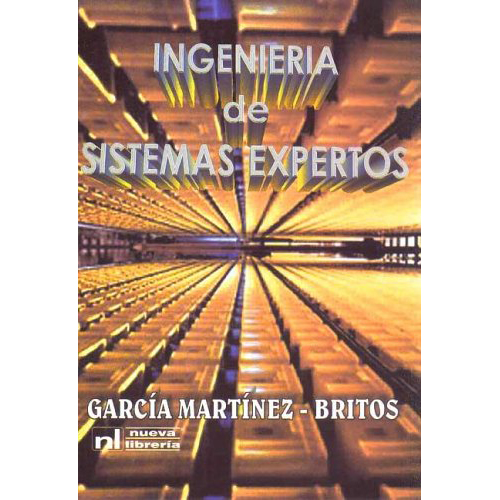 INGENIERIA
de
SISTEMAS EXPERTOS
GARCÍA MARTÍNEZ - BRITOS
nl nueva
librería